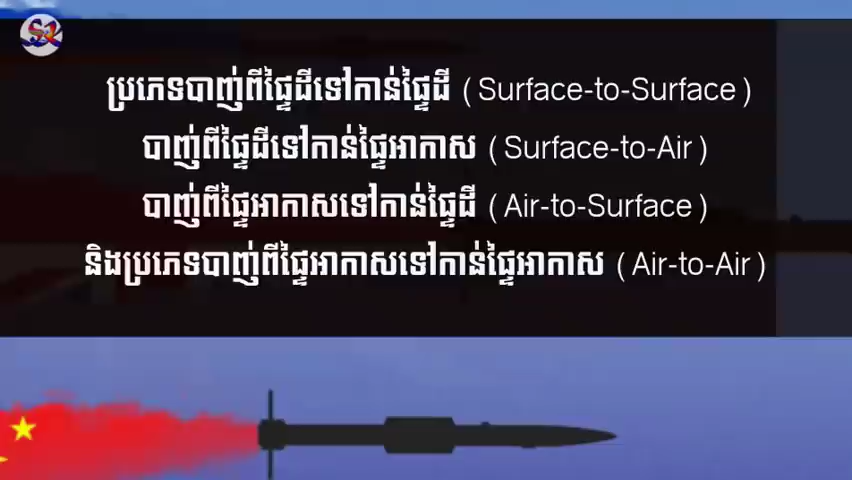 ប្រភេទបាញ់ពីផ្ទៃដីទៅកាន់ផ្ទៃដី ( Surface-to-Surface )
បាញ់ពីផ្ទៃដីទៅកាន់ផ្ទៃអាកាស ( Surface-to-Air )
បាញ់ពីផ្ទៃអាកាសទៅកាន់ផ្ទៃដី ( Air-to-Surface )
និងប្រភេទបាញ់ពីផ្ទៃអាកាសទៅកាន់ផ្ទៃអាកាស ( Air-to-Air )